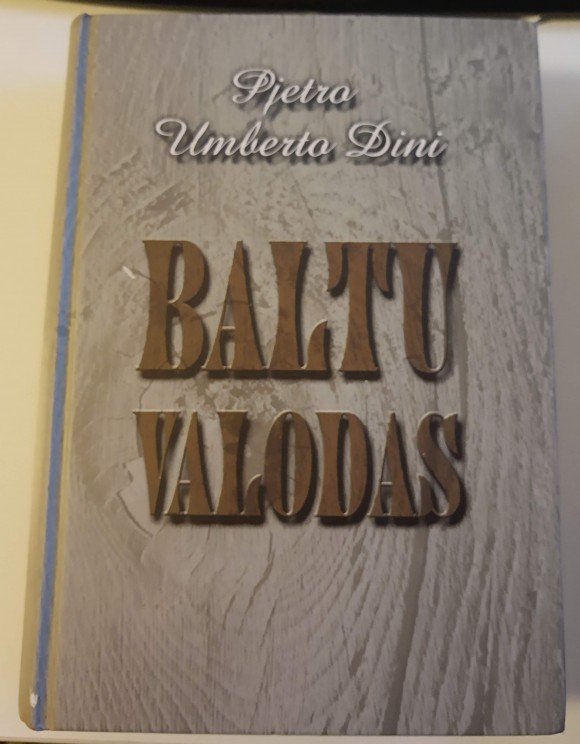 Pjetro
Umberto Dini
BALTU
VALODAS